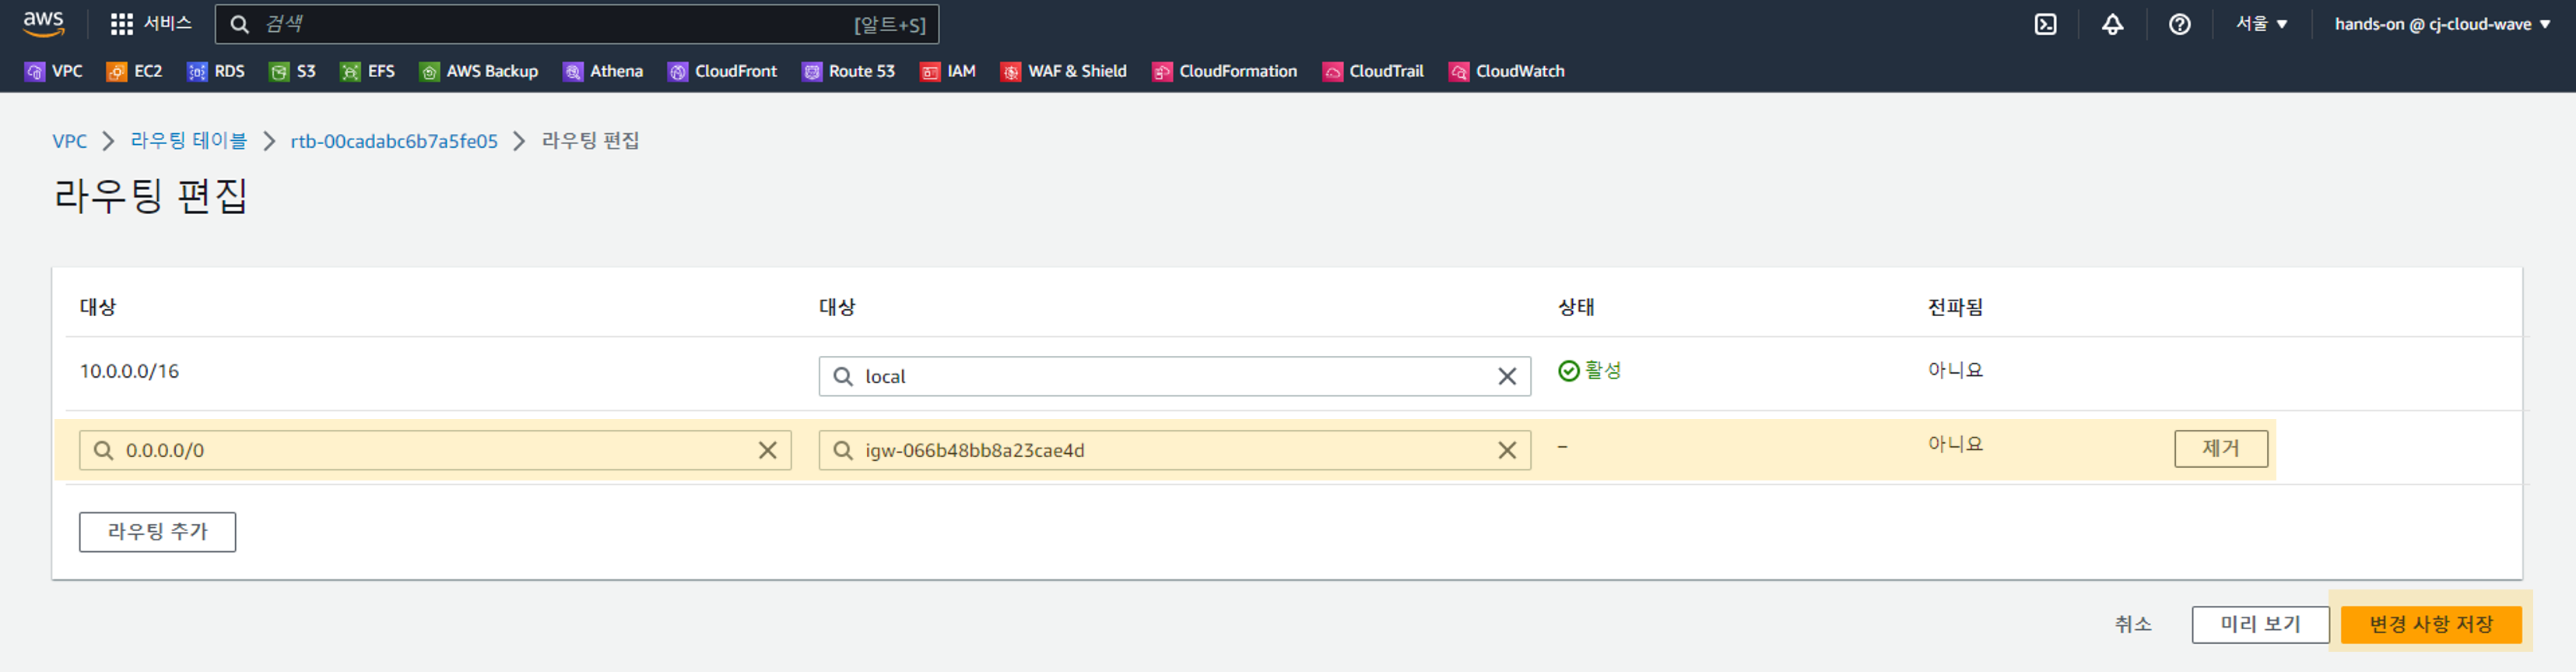 aws 서비스 검색 [알트+S] 서울 ▼ hands-on @ cj-cloud-wave ▼
VPC EC2 RDS S3 EFS AWS Backup Athena CloudFront Route 53 IAM WAF & Shield CloudFormation CloudTrail CloudWatch
VPC > 라우팅 테이블 > rtb-00cadabc6b7a5fe05 > 라우팅 편집
라우팅 편집
대상 대상 상태 전파됨
10.0.0.0/16 local 활성 아니요
0.0.0.0/0 igw-066b48bb8a23cae4d – 아니요 제거
라우팅 추가
취소 미리 보기 변경 사항 저장